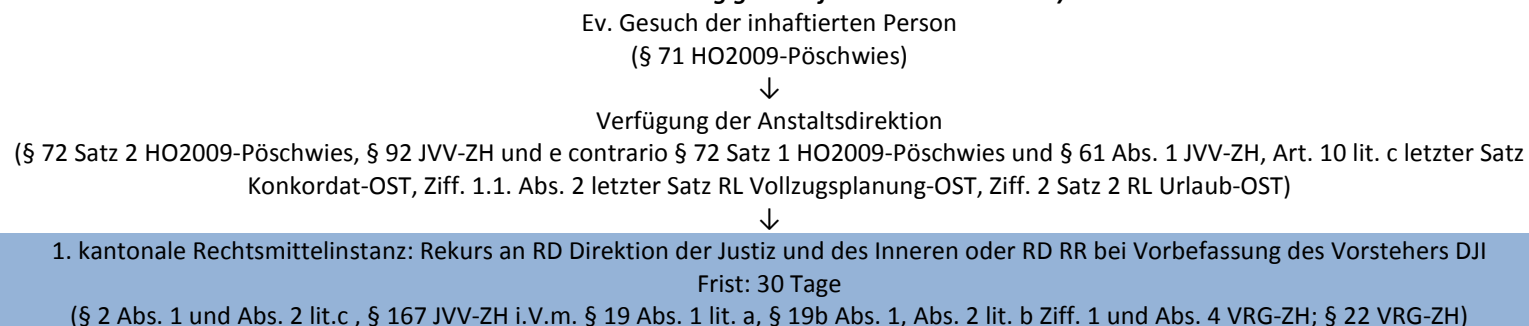 Ev. Gesuch der inhaftierten Person
(§ 71 HO2009-Pöschwies)
↓
Verfügung der Anstaltsdirektion
(§ 72 Satz 2 HO2009-Pöschwies, § 92 JVV-ZH und e contrario § 72 Satz 1 HO2009-Pöschwies und § 61 Abs. 1 JVV-ZH, Art. 10 lit. c letzter Satz
Konkordat-OST, Ziff. 1.1. Abs. 2 letzter Satz RL Vollzugsplanung-OST, Ziff. 2 Satz 2 RL Urlaub-OST)
↓
1. kantonale Rechtsmittelinstanz: Rekurs an RD Direktion der Justiz und des Inneren oder RD RR bei Vorbefassung des Vorstehers DJI
Frist: 30 Tage
(§ 2 Abs. 1 und Abs. 2 lit.c , § 167 JVV-ZH i.V.m. § 19 Abs. 1 lit. a, § 19b Abs. 1, Abs. 2 lit. b Ziff. 1 und Abs. 4 VRG-ZH; § 22 VRG-ZH)